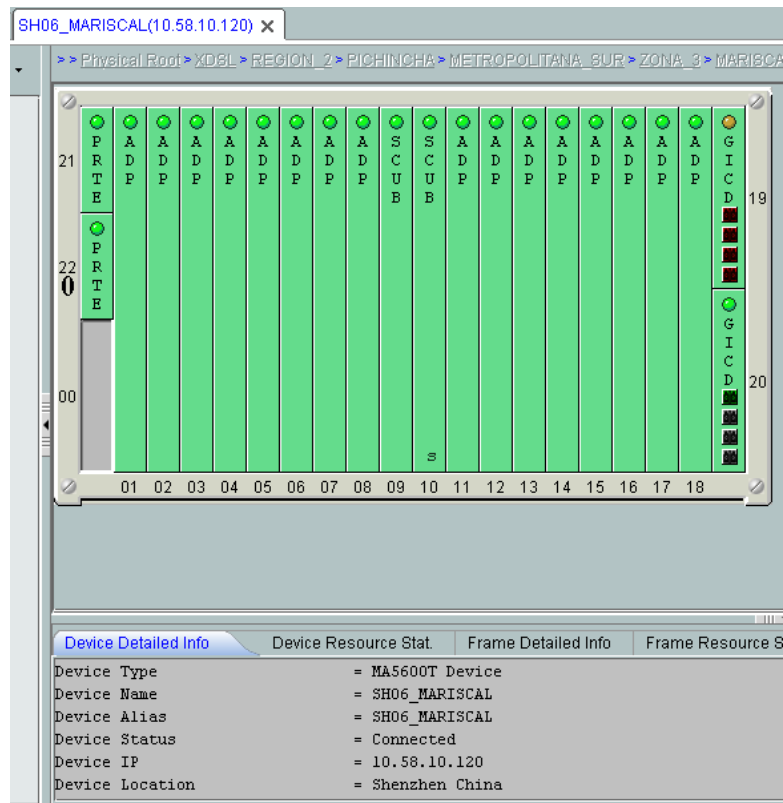 SH06_MARISCAL(10.58.10.120)
> > Physical Root > XDSL > REGION_2 > PICHINCHA > METROPOLITANA_SUR > ZONA_3 > MARISCA
21
22
0
00
PRTE
PRTE
ADP
ADP
ADP
ADP
ADP
ADP
ADP
ADP
SCUB
SCUB
S
ADP
ADP
ADP
ADP
ADP
ADP
ADP
ADP
GICD
GICD
19
20
01 02 03 04 05 06 07 08 09 10 11 12 13 14 15 16 17 18
Device Detailed Info Device Resource Stat. Frame Detailed Info Frame Resource S
Device Type = MA5600T Device
Device Name = SH06_MARISCAL
Device Alias = SH06_MARISCAL
Device Status = Connected
Device IP = 10.58.10.120
Device Location = Shenzhen China